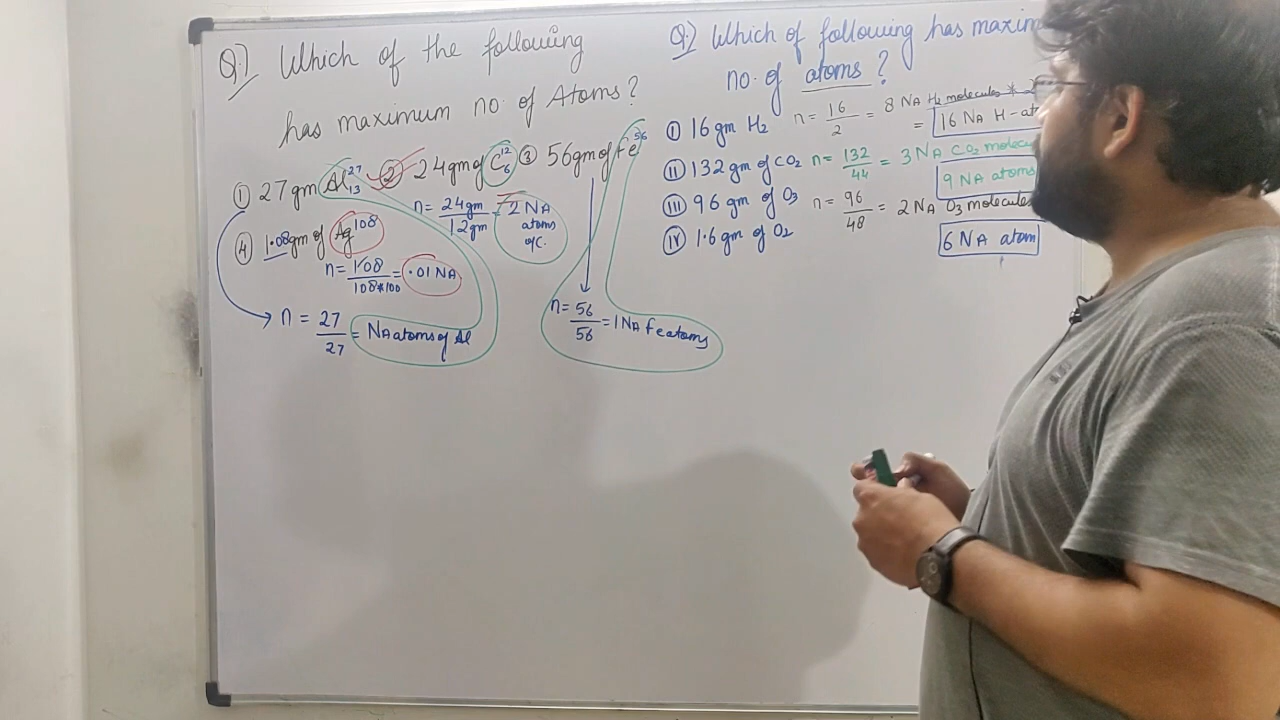 Q.) Which of the following
has maximum no. of Atoms?
① 27 gm Al 27 13 ② 24 gm of C 12 6 ③ 56 gm of Fe 56
n = 24gm / 12gm = 2 NA atoms of C.
④ 1.08 gm of Ag 108
n = 1.08 / 108*100 = .01 NA
n = 27 / 27 = NA atoms of Al
n = 56 / 56 = 1 NA Fe atoms
Q.) Which of following has
no. of atoms ?
Ⓘ 16 gm H2 n = 16 / 2 = 8 NA H2 molecules * 2
= 16 NA
Ⓘⓘ 132 gm of CO2 n = 132 / 44 = 3 NA CO2
9 NA atoms
Ⓘⓘⓘ 96 gm of O3 n = 96 / 48 = 2 NA O3 molecules
6 NA atom
Ⓘⓥ 1.6 gm of O2